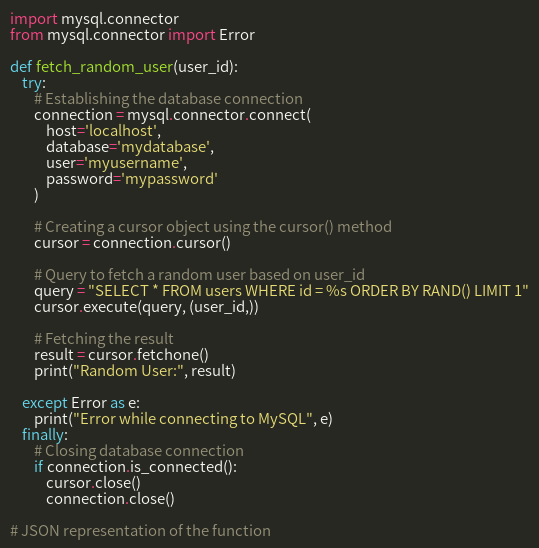 import mysql.connector
from mysql.connector import Error

def fetch_random_user(user_id):
    try:
        # Establishing the database connection
        connection = mysql.connector.connect(
            host='localhost',
            database='mydatabase',
            user='myusername',
            password='mypassword'
        )

        # Creating a cursor object using the cursor() method
        cursor = connection.cursor()

        # Query to fetch a random user based on user_id
        query = "SELECT * FROM users WHERE id = %s ORDER BY RAND() LIMIT 1"
        cursor.execute(query, (user_id,))

        # Fetching the result
        result = cursor.fetchone()
        print("Random User:", result)

    except Error as e:
        print("Error while connecting to MySQL", e)
    finally:
        # Closing database connection
        if connection.is_connected():
            cursor.close()
            connection.close()

# JSON representation of the function